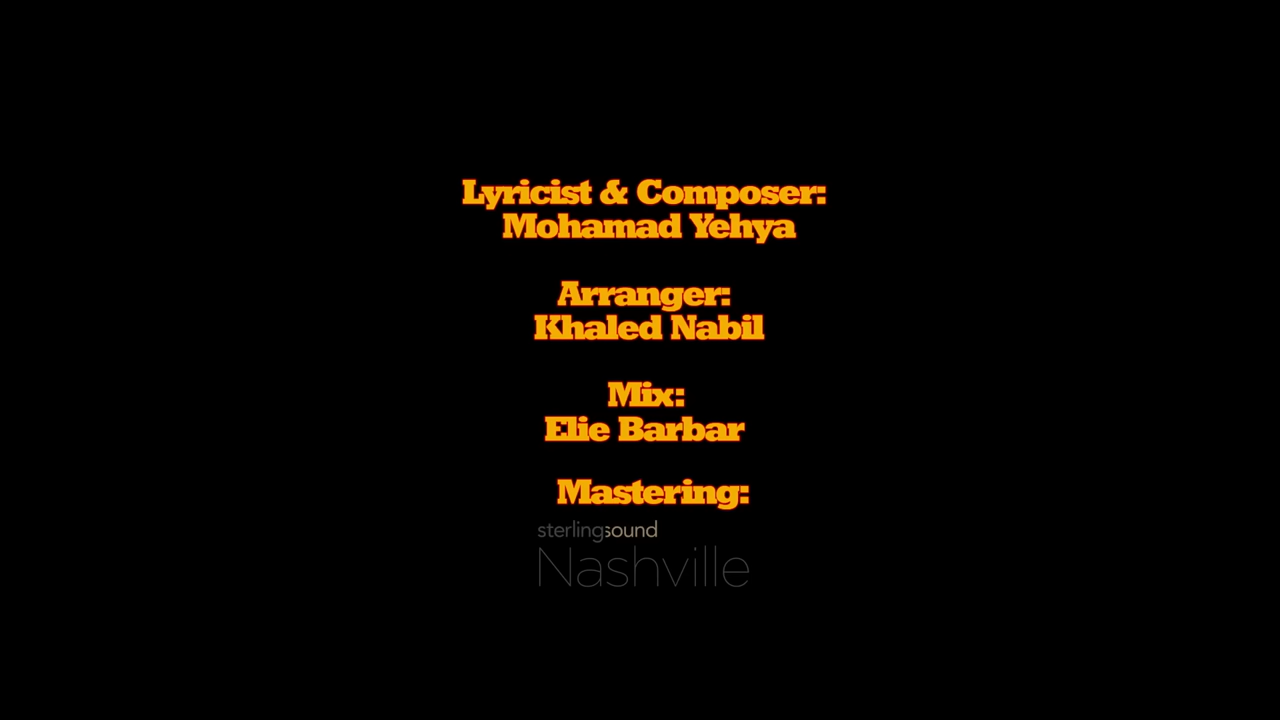 Lyricist & Composer:
Mohamad Yehya
Arranger:
Khaled Nabil
Mix:
Elie Barbar
Mastering:
sterlingsound
Nashville